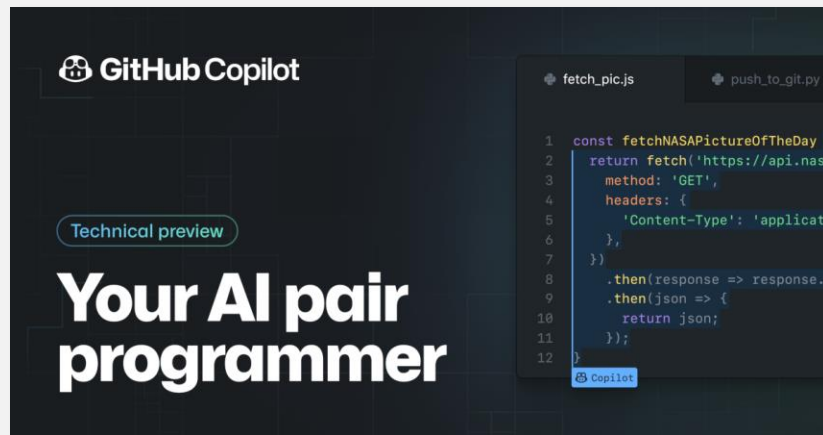 GitHub Copilot
Technical preview
Your AI pair
programmer
fetch_pic.js
push_to_git.py
1 const fetchNASAPictureOfTheDay
2 return fetch('https://api.nas
3 method: 'GET',
4 headers: {
5 'Content-Type': 'applicat
6 },
7 })
8 .then(response => response.
9 .then(json => {
10 return json;
11 });
12 }
Copilot